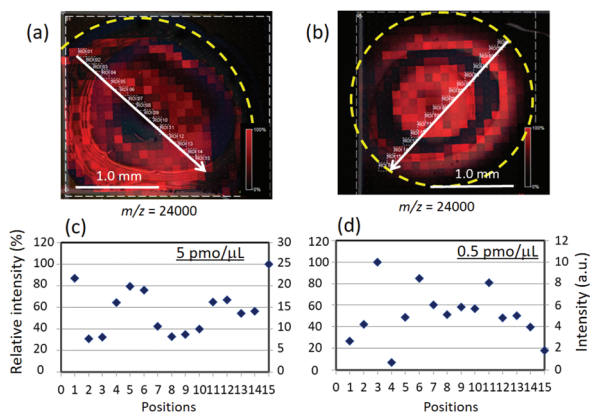 (a)
(b)
100%
0%
1.0 mm
100%
0%
1.0 mm
m/z = 24000
m/z = 24000
(c)
(d)
5 pmo/μL
0.5 pmo/μL
Relative intensity (%)
120
100
80
60
40
20
0
30
25
20
15
10
5
0
0 1 2 3 4 5 6 7 8 9 10 11 12 13 14 15
Positions
120
100
80
60
40
20
0
12
10
8
6
4
2
0
Intensity (a.u.)
0 1 2 3 4 5 6 7 8 9 10 11 12 13 14 15
Positions